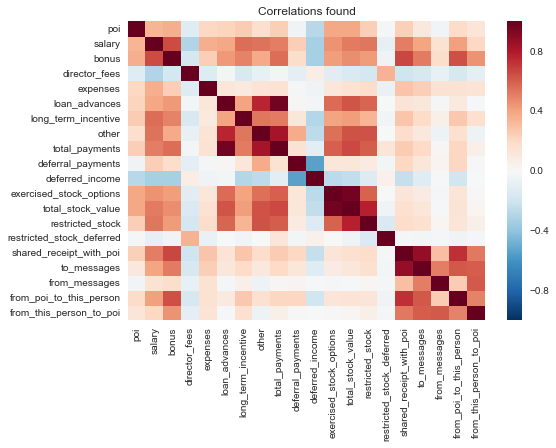 Correlations found
poi
salary
bonus
director_fees
expenses
loan_advances
long_term_incentive
other
total_payments
deferral_payments
deferred_income
exercised_stock_options
total_stock_value
restricted_stock
restricted_stock_deferred
shared_receipt_with_poi
to_messages
from_messages
from_poi_to_this_person
from_this_person_to_poi
poi
salary
bonus
director_fees
expenses
loan_advances
long_term_incentive
other
total_payments
deferral_payments
deferred_income
exercised_stock_options
total_stock_value
restricted_stock
restricted_stock_deferred
shared_receipt_with_poi
to_messages
from_messages
from_poi_to_this_person
from_this_person_to_poi
0.8
0.4
0.0
−0.4
−0.8